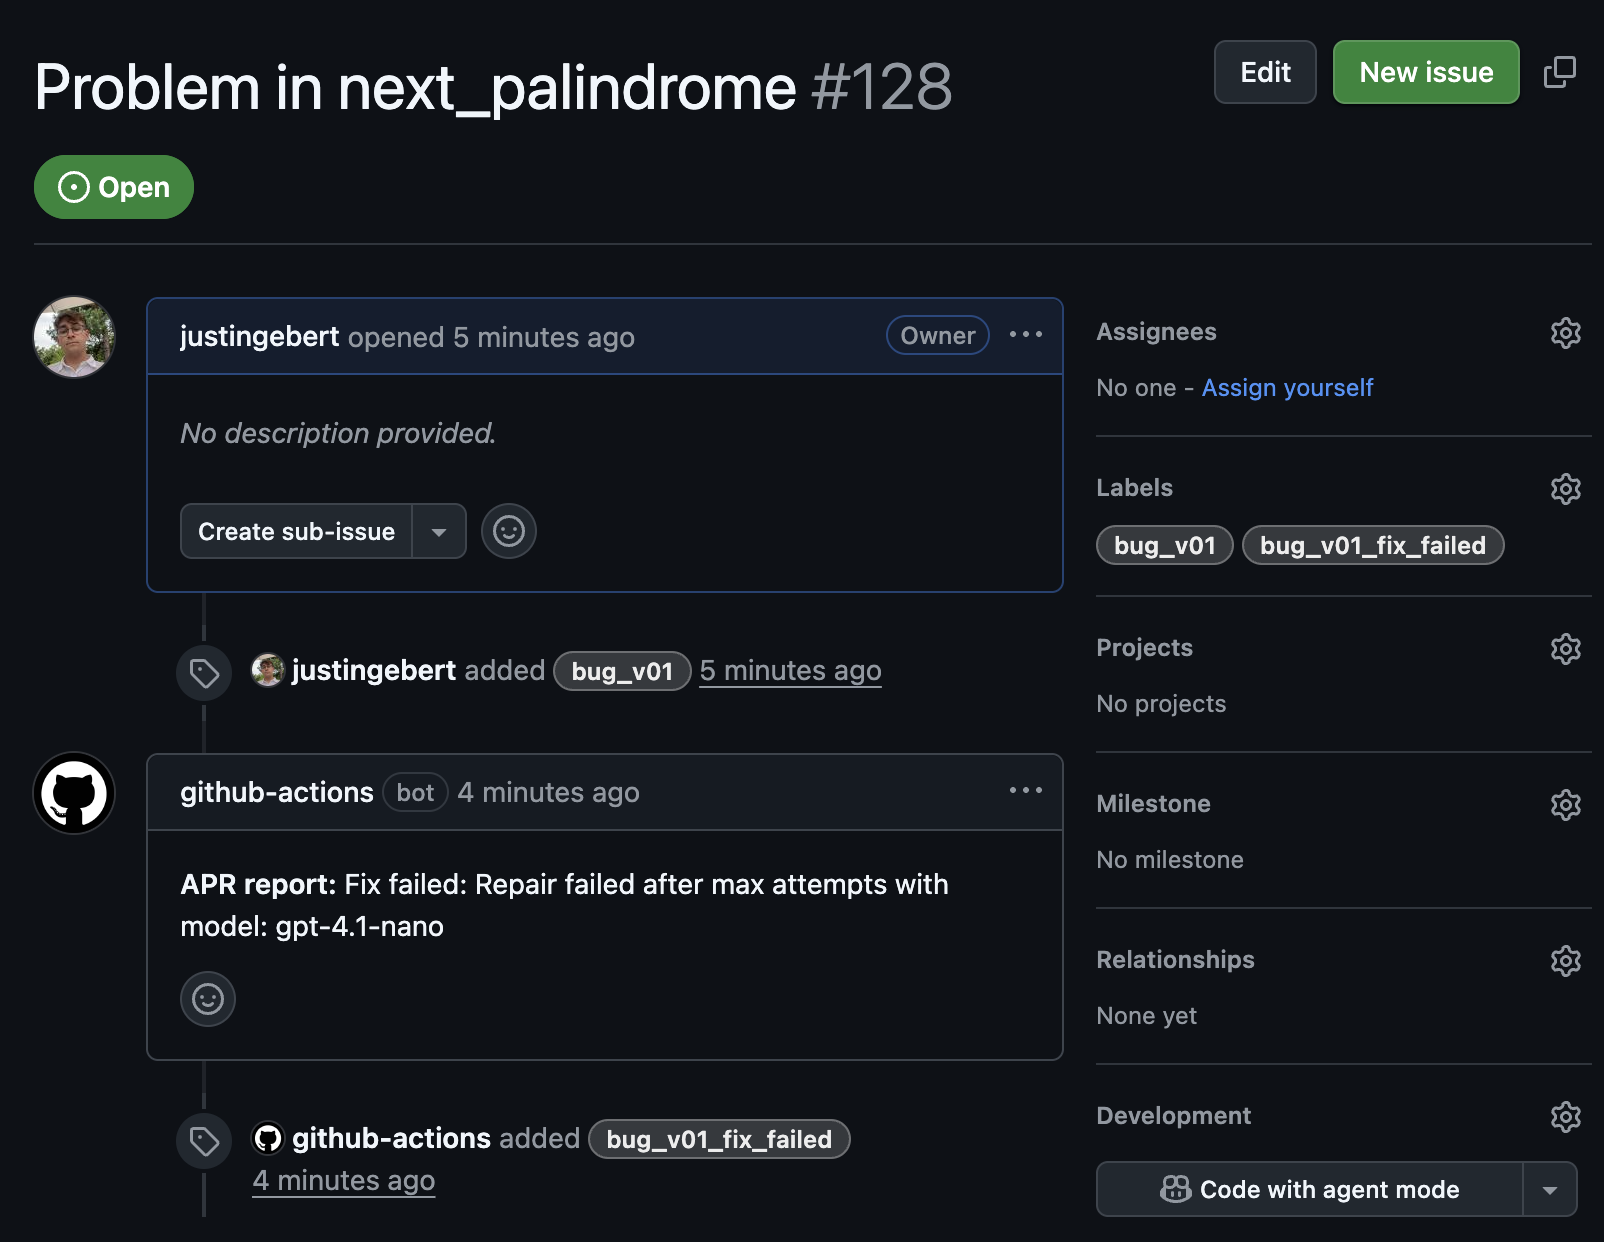 Problem in next_palindrome #128
Edit
New issue
Open
justingebert opened 5 minutes ago
Owner
No description provided.
Create sub-issue
justingebert added bug_v01 5 minutes ago
github-actions bot 4 minutes ago
APR report: Fix failed: Repair failed after max attempts with
model: gpt-4.1-nano
github-actions added bug_v01_fix_failed
4 minutes ago
Assignees
No one - Assign yourself
Labels
bug_v01 bug_v01_fix_failed
Projects
No projects
Milestone
No milestone
Relationships
None yet
Development
Code with agent mode